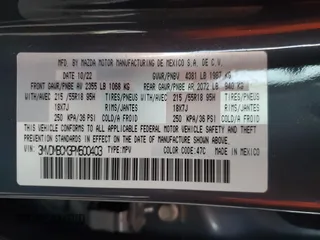 MFD BY MAZDA MOTOR MANUFACTURING DE MEXICO S.A. DE C.V.
DATE 10/22 GVWR/PNBV 4381 LB 1987 KG
FRONT GAWR/PNBE AV 2355 LB 1068 KG REAR GAWR/PNBE AR 2072 LB 940 KG
WITH/AVEC 215/55R18 95H TIRES/PNEUS WITH/AVEC 215/55R18 95H TIRES/PNEUS
18X7J RIMS/JANTES 18X7J RIMS/JANTES
250 KPA/36 PSI COLD/A FROID 250 KPA/36 PSI COLD/A FROID
THIS VEHICLE CONFORMS TO ALL APPLICABLE FEDERAL MOTOR VEHICLE SAFETY AND THEFT
PREVENTION STANDARDS IN EFFECT ON THE DATE OF MANUFACTURE SHOWN ABOVE.
VIN: TYPE: MPV COLOR CODE: 47C MADE IN MEXICO